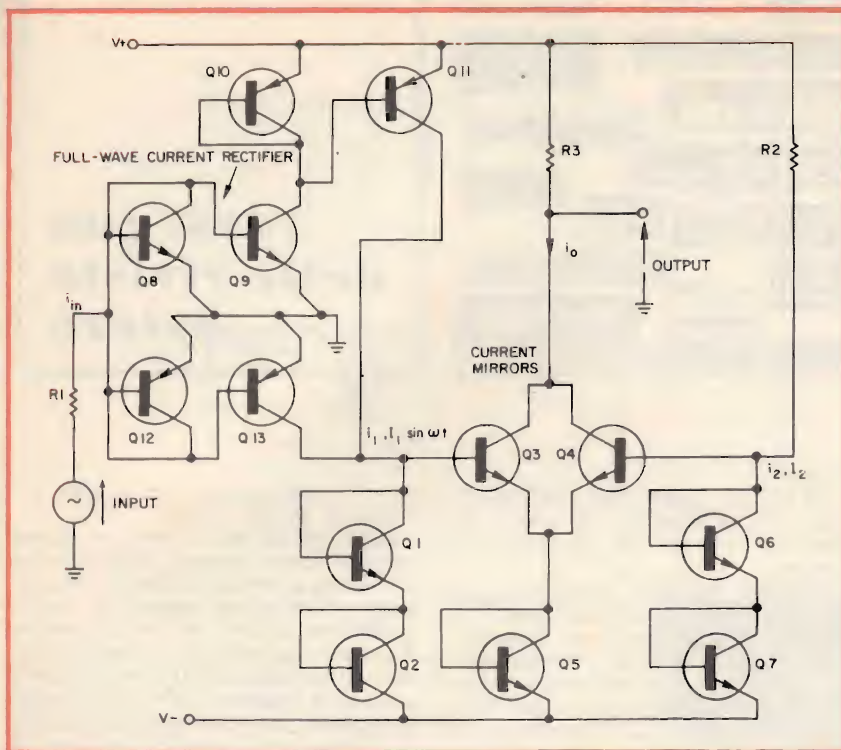 V+
Q10
Q11
FULL-WAVE CURRENT RECTIFIER
R3
R2
Q8
Q9
i_in
i_o
OUTPUT
CURRENT
MIRRORS
R1
Q12
Q13
i_1, I_1 sin ωt
Q3
Q4
i_2, I_2
INPUT
Q1
Q6
Q2
Q5
Q7
V-